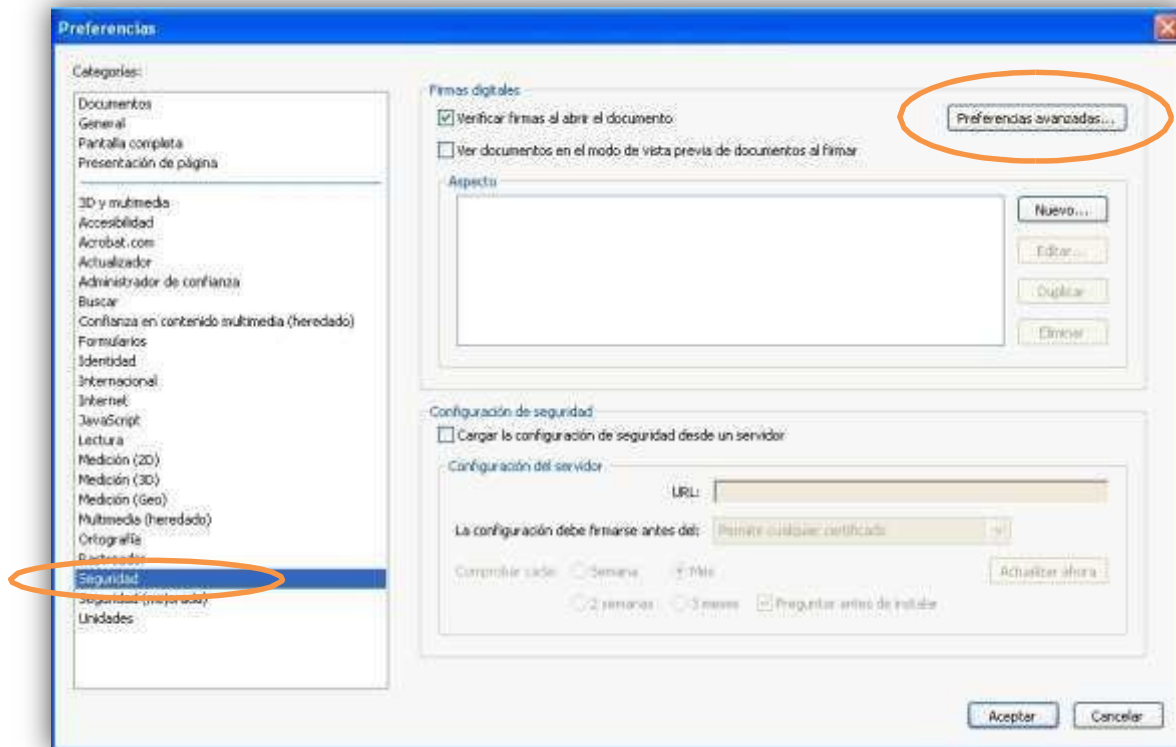 Preferencias
Categorías:
Documentos
General
Pantalla completa
Presentación de página
3D y mutmedia
Accesibilidad
Acrobat.com
Actualizador
Administrador de confianza
Buscar
Confianza en contenido multimedia (heredado)
Formularios
Identidad
Internacional
Internet
JavaScript
Lectura
Medición (2D)
Medición (3D)
Medición (Geo)
Multimedia (heredado)
Ortografía
Rastreador
Seguridad
Seguridad (mejorada)
Unidades
Firmas digitales
Verificar firmas al abrir el documento
Preferencias avanzadas...
Ver documentos en el modo de vista previa de documentos al firmar
Aspecto
Nuevo...
Editar...
Duplicar
Eliminar
Configuración de seguridad
Cargar la configuración de seguridad desde un servidor
Configuración del servidor
URL:
La configuración debe firmarse antes del: Permite cualquier certificado
Comprobar cada: Semana Mes Actualizar ahora
2 semanas 3 meses Preguntar antes de instalar
Aceptar Cancelar